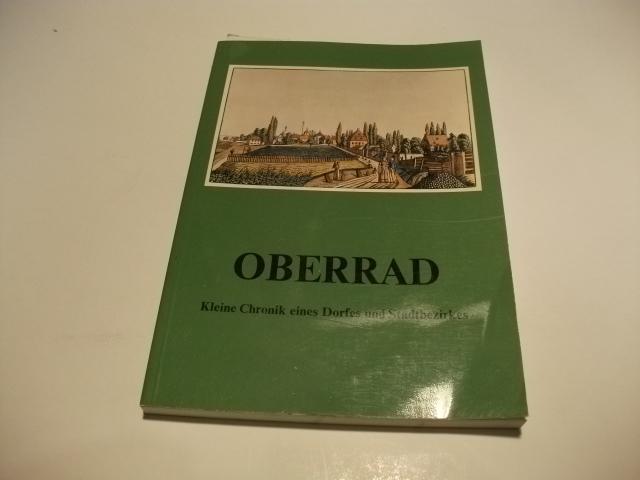 OBERRAD
Kleine Chronik eines Dorfes und Stadtbezirkes